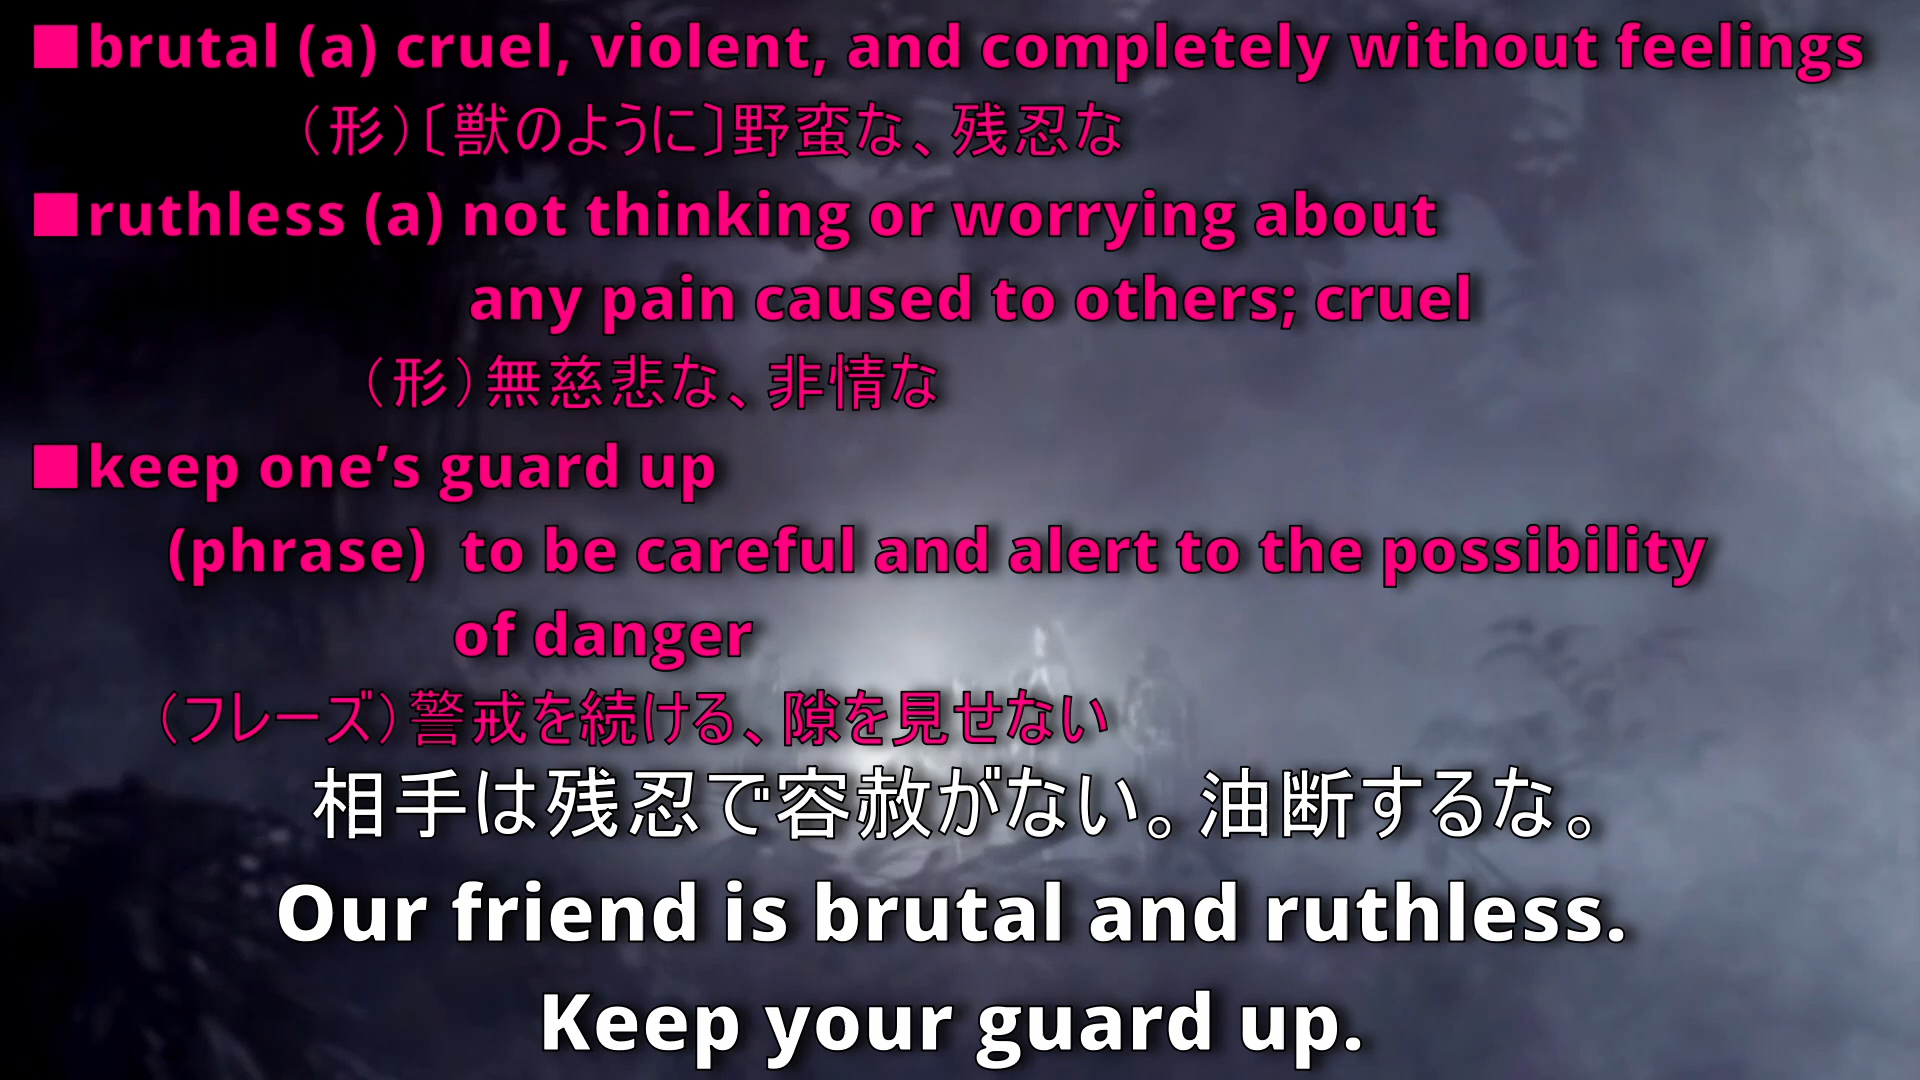 ■brutal (a) cruel, violent, and completely without feelings
（形）〔獣のように〕野蛮な、残忍な
■ruthless (a) not thinking or worrying about
any pain caused to others; cruel
（形）無慈悲な、非情な
■keep one’s guard up
(phrase) to be careful and alert to the possibility
of danger
（フレーズ）警戒を続ける、隙を見せない
相手は残忍で容赦がない。油断するな。
Our friend is brutal and ruthless.
Keep your guard up.